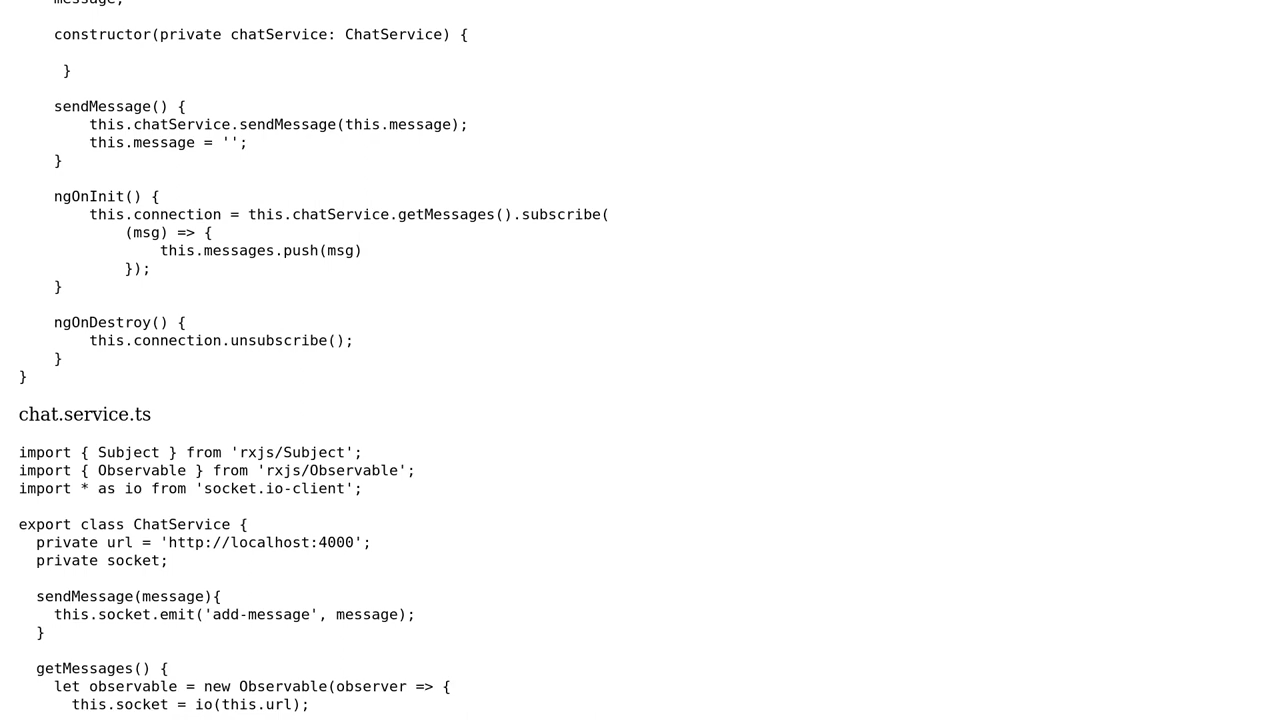 message;
constructor(private chatService: ChatService) {
}
sendMessage() {
this.chatService.sendMessage(this.message);
this.message = '';
}
ngOnInit() {
this.connection = this.chatService.getMessages().subscribe(
(msg) => {
this.messages.push(msg)
});
}
ngOnDestroy() {
this.connection.unsubscribe();
}
}
chat.service.ts
import { Subject } from 'rxjs/Subject';
import { Observable } from 'rxjs/Observable';
import * as io from 'socket.io-client';
export class ChatService {
private url = 'http://localhost:4000';
private socket;
sendMessage(message){
this.socket.emit('add-message', message);
}
getMessages() {
let observable = new Observable(observer => {
this.socket = io(this.url);